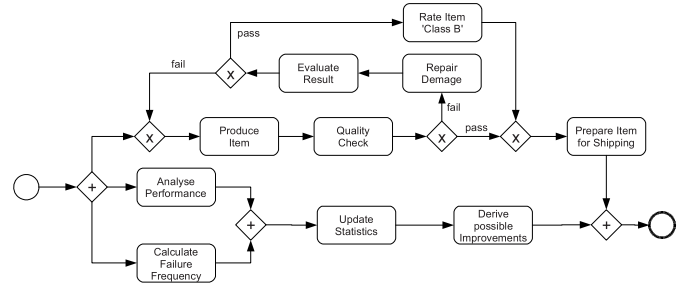 Rate Item
'Class B'
pass
fail
X
Evaluate
Result
Repair
Demage
fail
X
Produce
Item
Quality
Check
X
pass
X
Prepare Item
for Shipping
+
Analyse
Performance
+
Update
Statistics
Derive
possible
Improvements
+
Calculate
Failure
Frequency